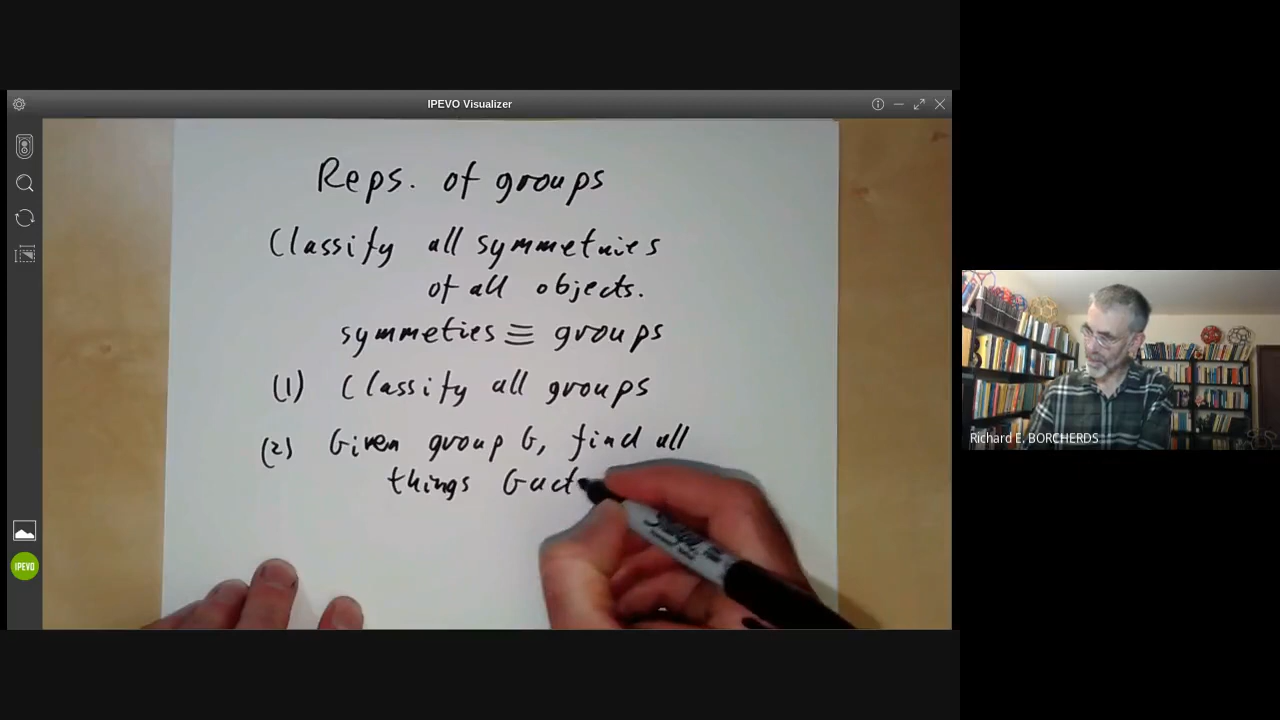 IPEVO Visualizer
Reps. of groups
Classify all symmetries
of all objects.
symmeties ≡ groups
(1) Classify all groups
(2) Given group G, find all
things G act
Richard E. BORCHERDS
IPEVO